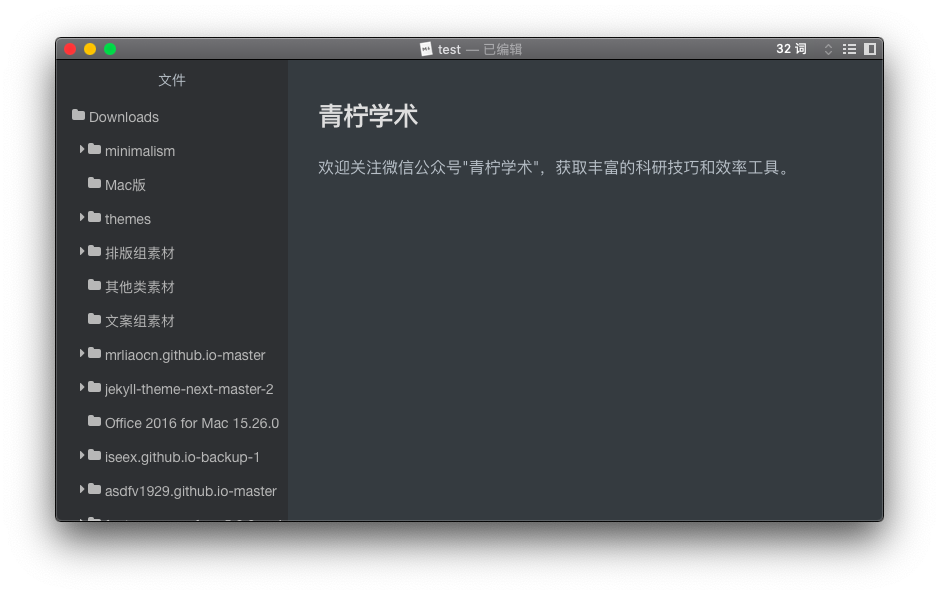 test — 已编辑
32 词
文件
Downloads
minimalism
Mac版
themes
排版组素材
其他类素材
文案组素材
mrliaocn.github.io-master
jekyll-theme-next-master-2
Office 2016 for Mac 15.26.0
iseex.github.io-backup-1
asdfv1929.github.io-master
青柠学术
欢迎关注微信公众号"青柠学术"，获取丰富的科研技巧和效率工具。